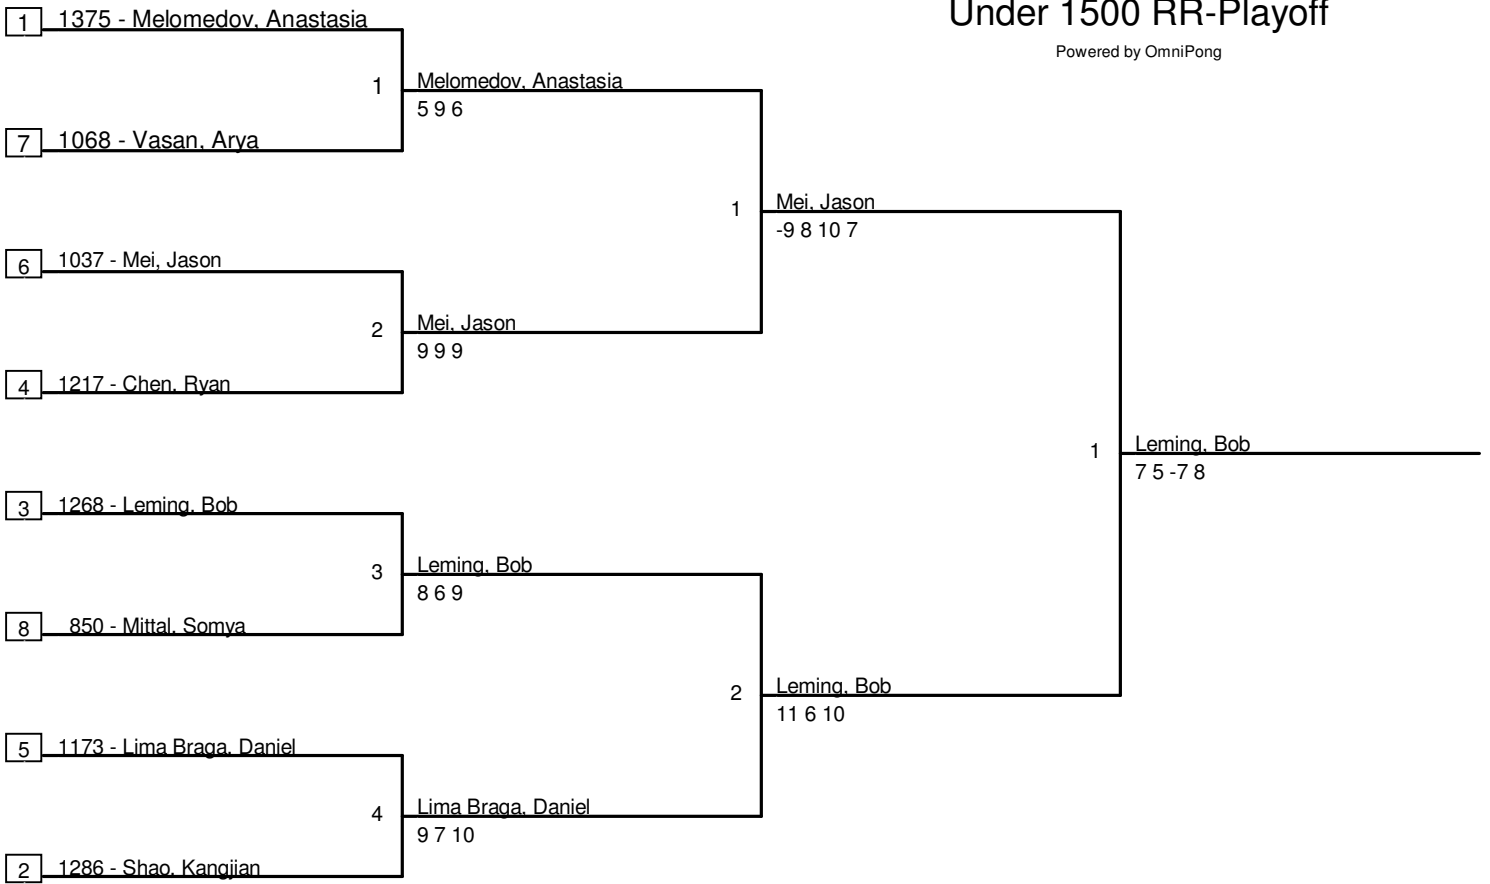 Under 1500 RR-Playoff
Powered by OmniPong
1 1375 - Melomedov, Anastasia
1 Melomedov, Anastasia
5 9 6
7 1068 - Vasan, Arya
1 Mei, Jason
-9 8 10 7
6 1037 - Mei, Jason
2 Mei, Jason
9 9 9
4 1217 - Chen, Ryan
1 Leming, Bob
7 5 -7 8
3 1268 - Leming, Bob
3 Leming, Bob
8 6 9
8 850 - Mittal, Somya
2 Leming, Bob
11 6 10
5 1173 - Lima Braga, Daniel
4 Lima Braga, Daniel
9 7 10
2 1286 - Shao, Kangjian